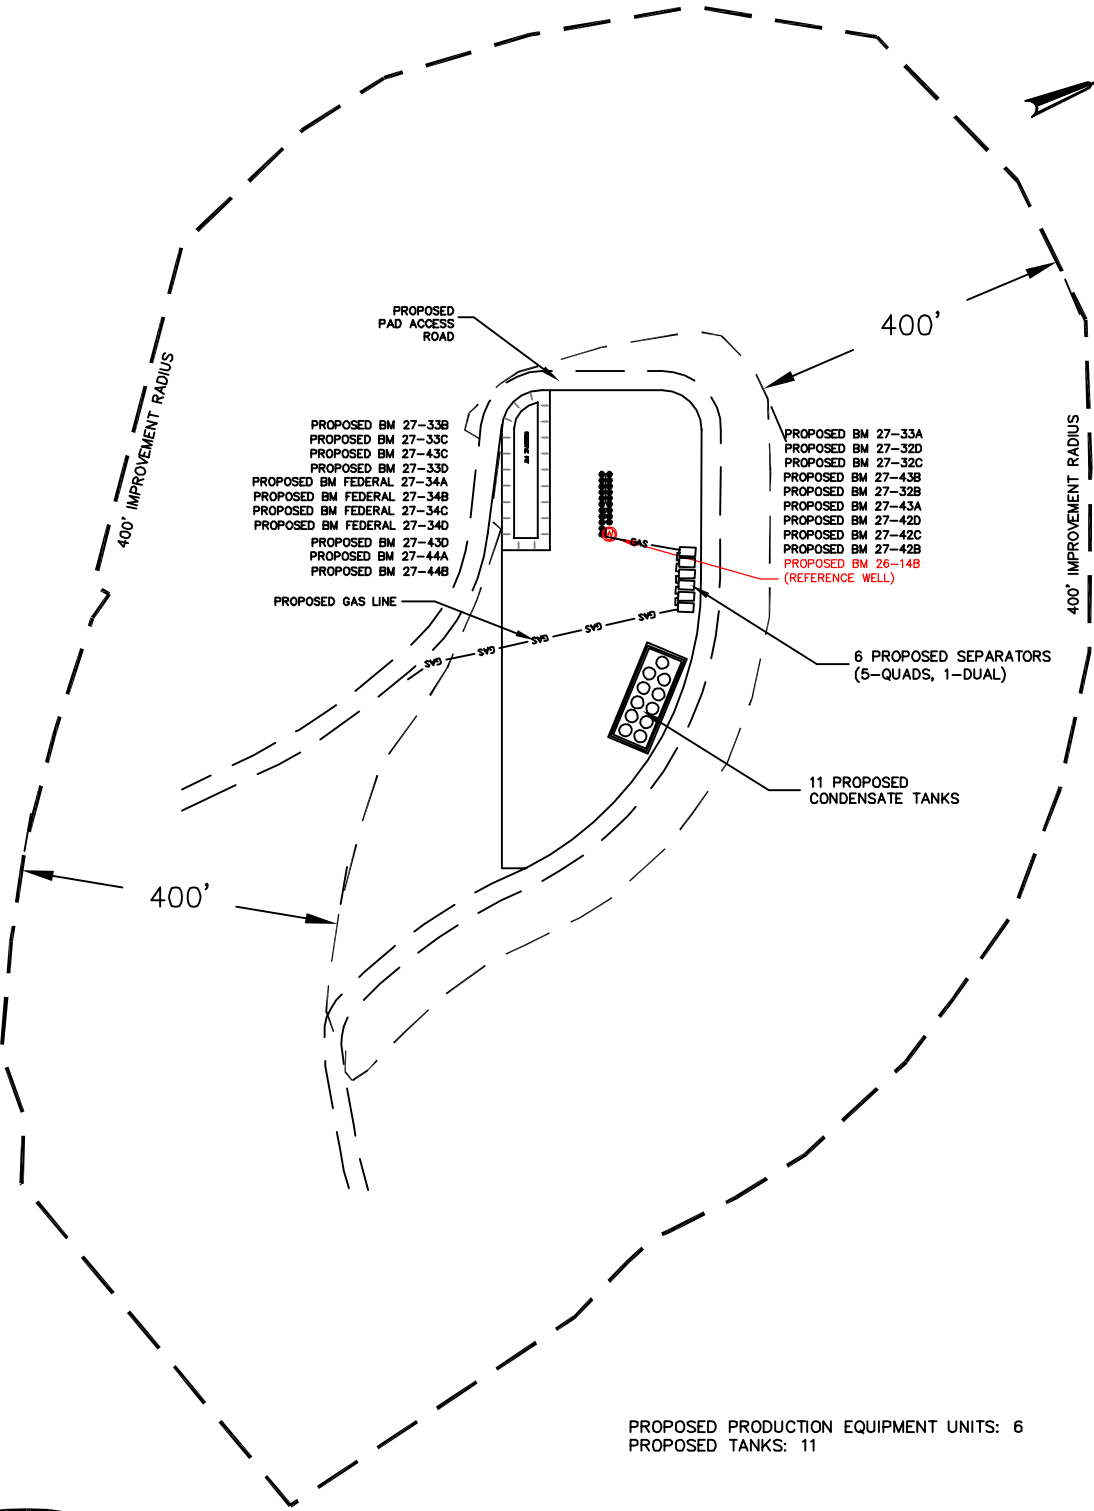 400'
PROPOSED
PAD ACCESS
ROAD
400' IMPROVEMENT RADIUS
PROPOSED BM 27-33B
PROPOSED BM 27-33C
PROPOSED BM 27-43C
PROPOSED BM 27-33D
PROPOSED BM FEDERAL 27-34A
PROPOSED BM FEDERAL 27-34B
PROPOSED BM FEDERAL 27-34C
PROPOSED BM FEDERAL 27-34D
PROPOSED BM 27-43D
PROPOSED BM 27-44A
PROPOSED BM 27-44B
PROPOSED BM 27-33A
PROPOSED BM 27-32D
PROPOSED BM 27-32C
PROPOSED BM 27-43B
PROPOSED BM 27-32B
PROPOSED BM 27-43A
PROPOSED BM 27-42D
PROPOSED BM 27-42C
PROPOSED BM 27-42B
PROPOSED BM 26-14B
(REFERENCE WELL)
400' IMPROVEMENT RADIUS
GAS
PROPOSED GAS LINE
GAS
GAS
GAS
GAS
GAS
6 PROPOSED SEPARATORS
(5-QUADS, 1-DUAL)
11 PROPOSED
CONDENSATE TANKS
400'
PROPOSED PRODUCTION EQUIPMENT UNITS: 6
PROPOSED TANKS: 11